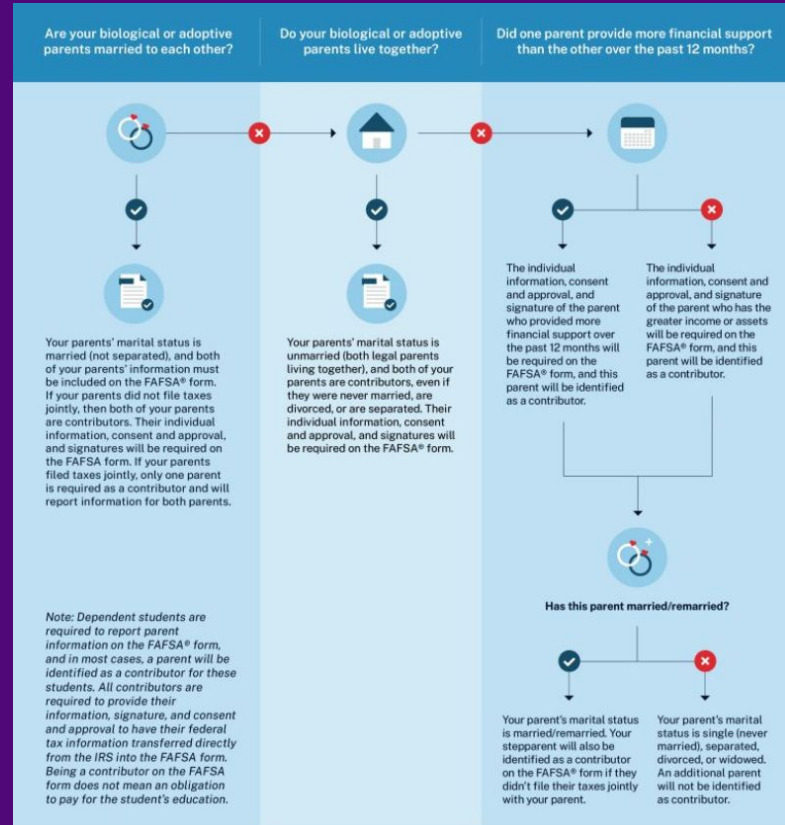 Are your biological or adoptive
parents married to each other?
Do your biological or adoptive
parents live together?
Did one parent provide more financial support
than the other over the past 12 months?
Your parents' marital status is
married (not separated), and both
of your parents' information must
be included on the FAFSA® form.
If your parents did not file taxes
jointly, then both of your parents
are contributors. Their individual
information, consent and approval,
and signatures will be required on
the FAFSA form. If your parents
filed taxes jointly, only one parent
is required as a contributor and will
report information for both parents.
Note: Dependent students are
required to report parent
information on the FAFSA® form,
and in most cases, a parent will be
identified as a contributor for these
students. All contributors are
required to provide their
information, signature, and consent
and approval to have their federal
tax information transferred directly
from the IRS into the FAFSA form.
Being a contributor on the FAFSA
form does not mean an obligation
to pay for the student's education.
Your parents' marital status is
unmarried (both legal parents
living together), and both of your
parents are contributors, even if
they were never married, are
divorced, or are separated. Their
individual information, consent
and approval, and signatures will
be required on the FAFSA® form.
The individual
information, consent
and approval, and
signature of the parent
who provided more
financial support over
the past 12 months will
be required on the
FAFSA® form, and this
parent will be identified
as a contributor.
The individual
information, consent and
approval, and signature
of the parent who has the
greater income or assets
will be required on the
FAFSA® form, and this
parent will be identified
as a contributor.
Has this parent married/remarried?
Your parent's marital status
is married/remarried. Your
stepparent will also be
identified as a contributor
on the FAFSA® form if they
didn't file their taxes jointly
with your parent.
Your parent's marital
status is single (never
married), separated,
divorced, or widowed.
An additional parent
will not be identified
as contributor.